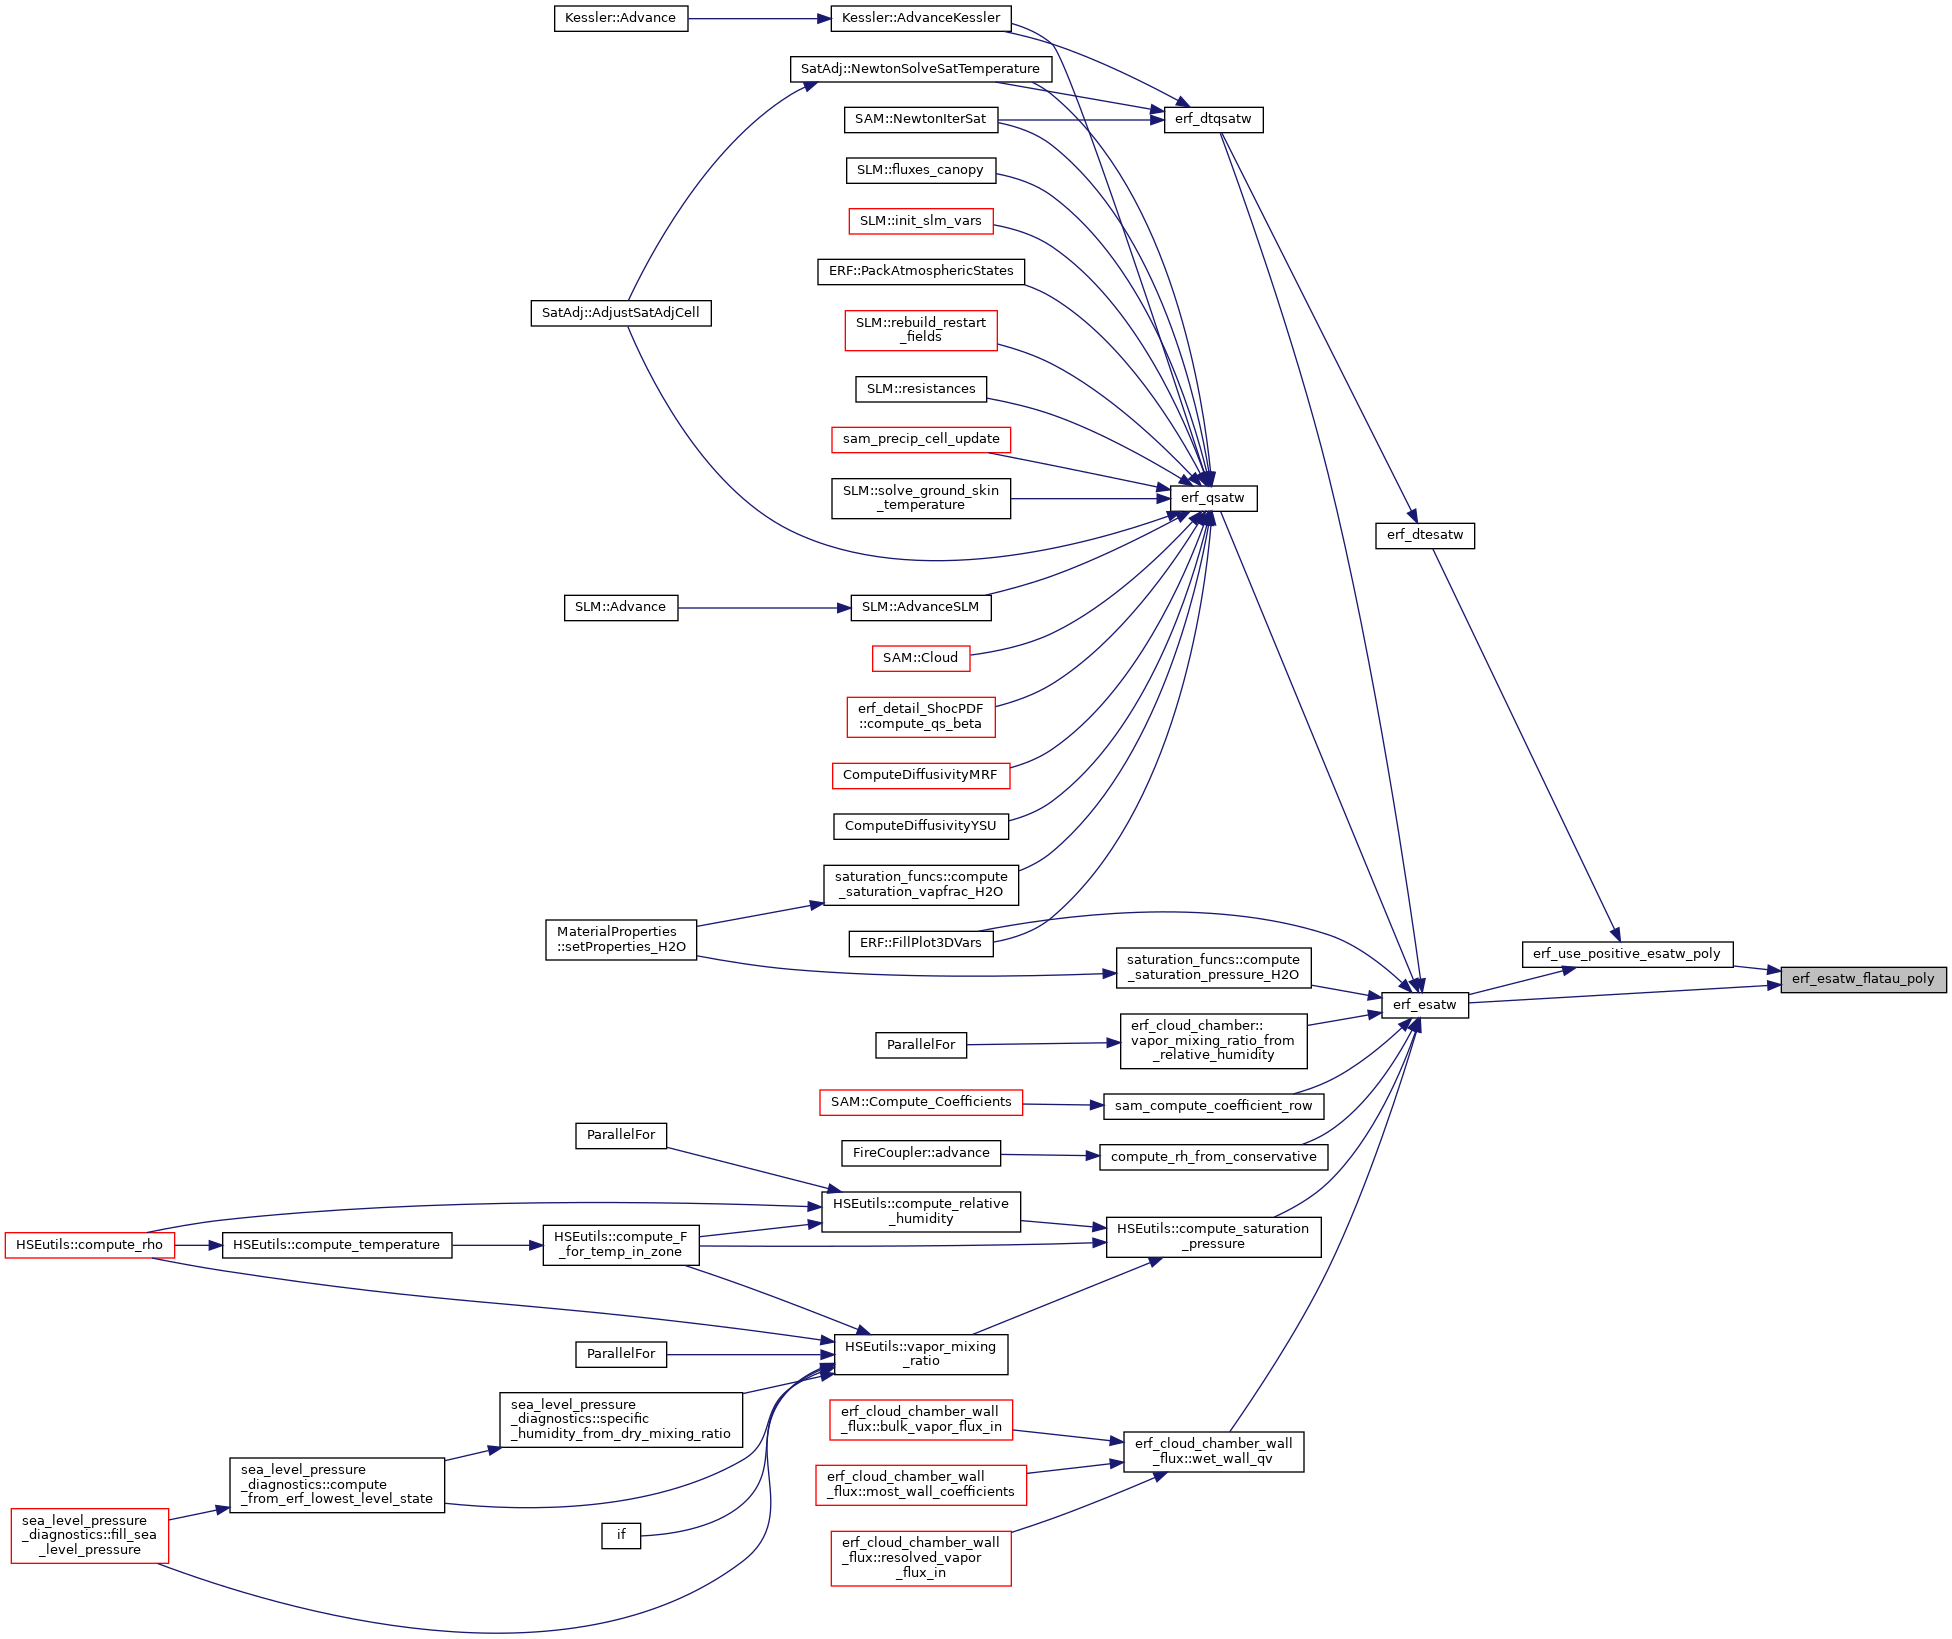 Kessler::Advance
Kessler::AdvanceKessler
SatAdj::NewtonSolveSatTemperature
SAM::NewtonIterSat
erf_dtqsatw
SLM::fluxes_canopy
SLM::init_slm_vars
ERF::PackAtmosphericStates
SatAdj::AdjustSatAdjCell
SLM::rebuild_restart
_fields
SLM::resistances
sam_precip_cell_update
SLM::solve_ground_skin
_temperature
erf_qsatw
erf_dtesatw
SLM::Advance
SLM::AdvanceSLM
SAM::Cloud
erf_detail_ShocPDF
::compute_qs_beta
ComputeDiffusivityMRF
ComputeDiffusivityYSU
saturation_funcs::compute
_saturation_vapfrac_H2O
MaterialProperties
::setProperties_H2O
ERF::FillPlot3DVars
saturation_funcs::compute
_saturation_pressure_H2O
erf_use_positive_esatw_poly
erf_esatw_flatau_poly
erf_esatw
ParallelFor
erf_cloud_chamber::
vapor_mixing_ratio_from
_relative_humidity
SAM::Compute_Coefficients
sam_compute_coefficient_row
ParallelFor
FireCoupler::advance
compute_rh_from_conservative
HSEutils::compute_relative
_humidity
HSEutils::compute_rho
HSEutils::compute_temperature
HSEutils::compute_F
_for_temp_in_zone
HSEutils::compute_saturation
_pressure
ParallelFor
HSEutils::vapor_mixing
_ratio
sea_level_pressure
_diagnostics::specific
_humidity_from_dry_mixing_ratio
erf_cloud_chamber_wall
_flux::bulk_vapor_flux_in
erf_cloud_chamber_wall
_flux::wet_wall_qv
sea_level_pressure
_diagnostics::compute
_from_erf_lowest_level_state
erf_cloud_chamber_wall
_flux::most_wall_coefficients
sea_level_pressure
_diagnostics::fill_sea
_level_pressure
if
erf_cloud_chamber_wall
_flux::resolved_vapor
_flux_in